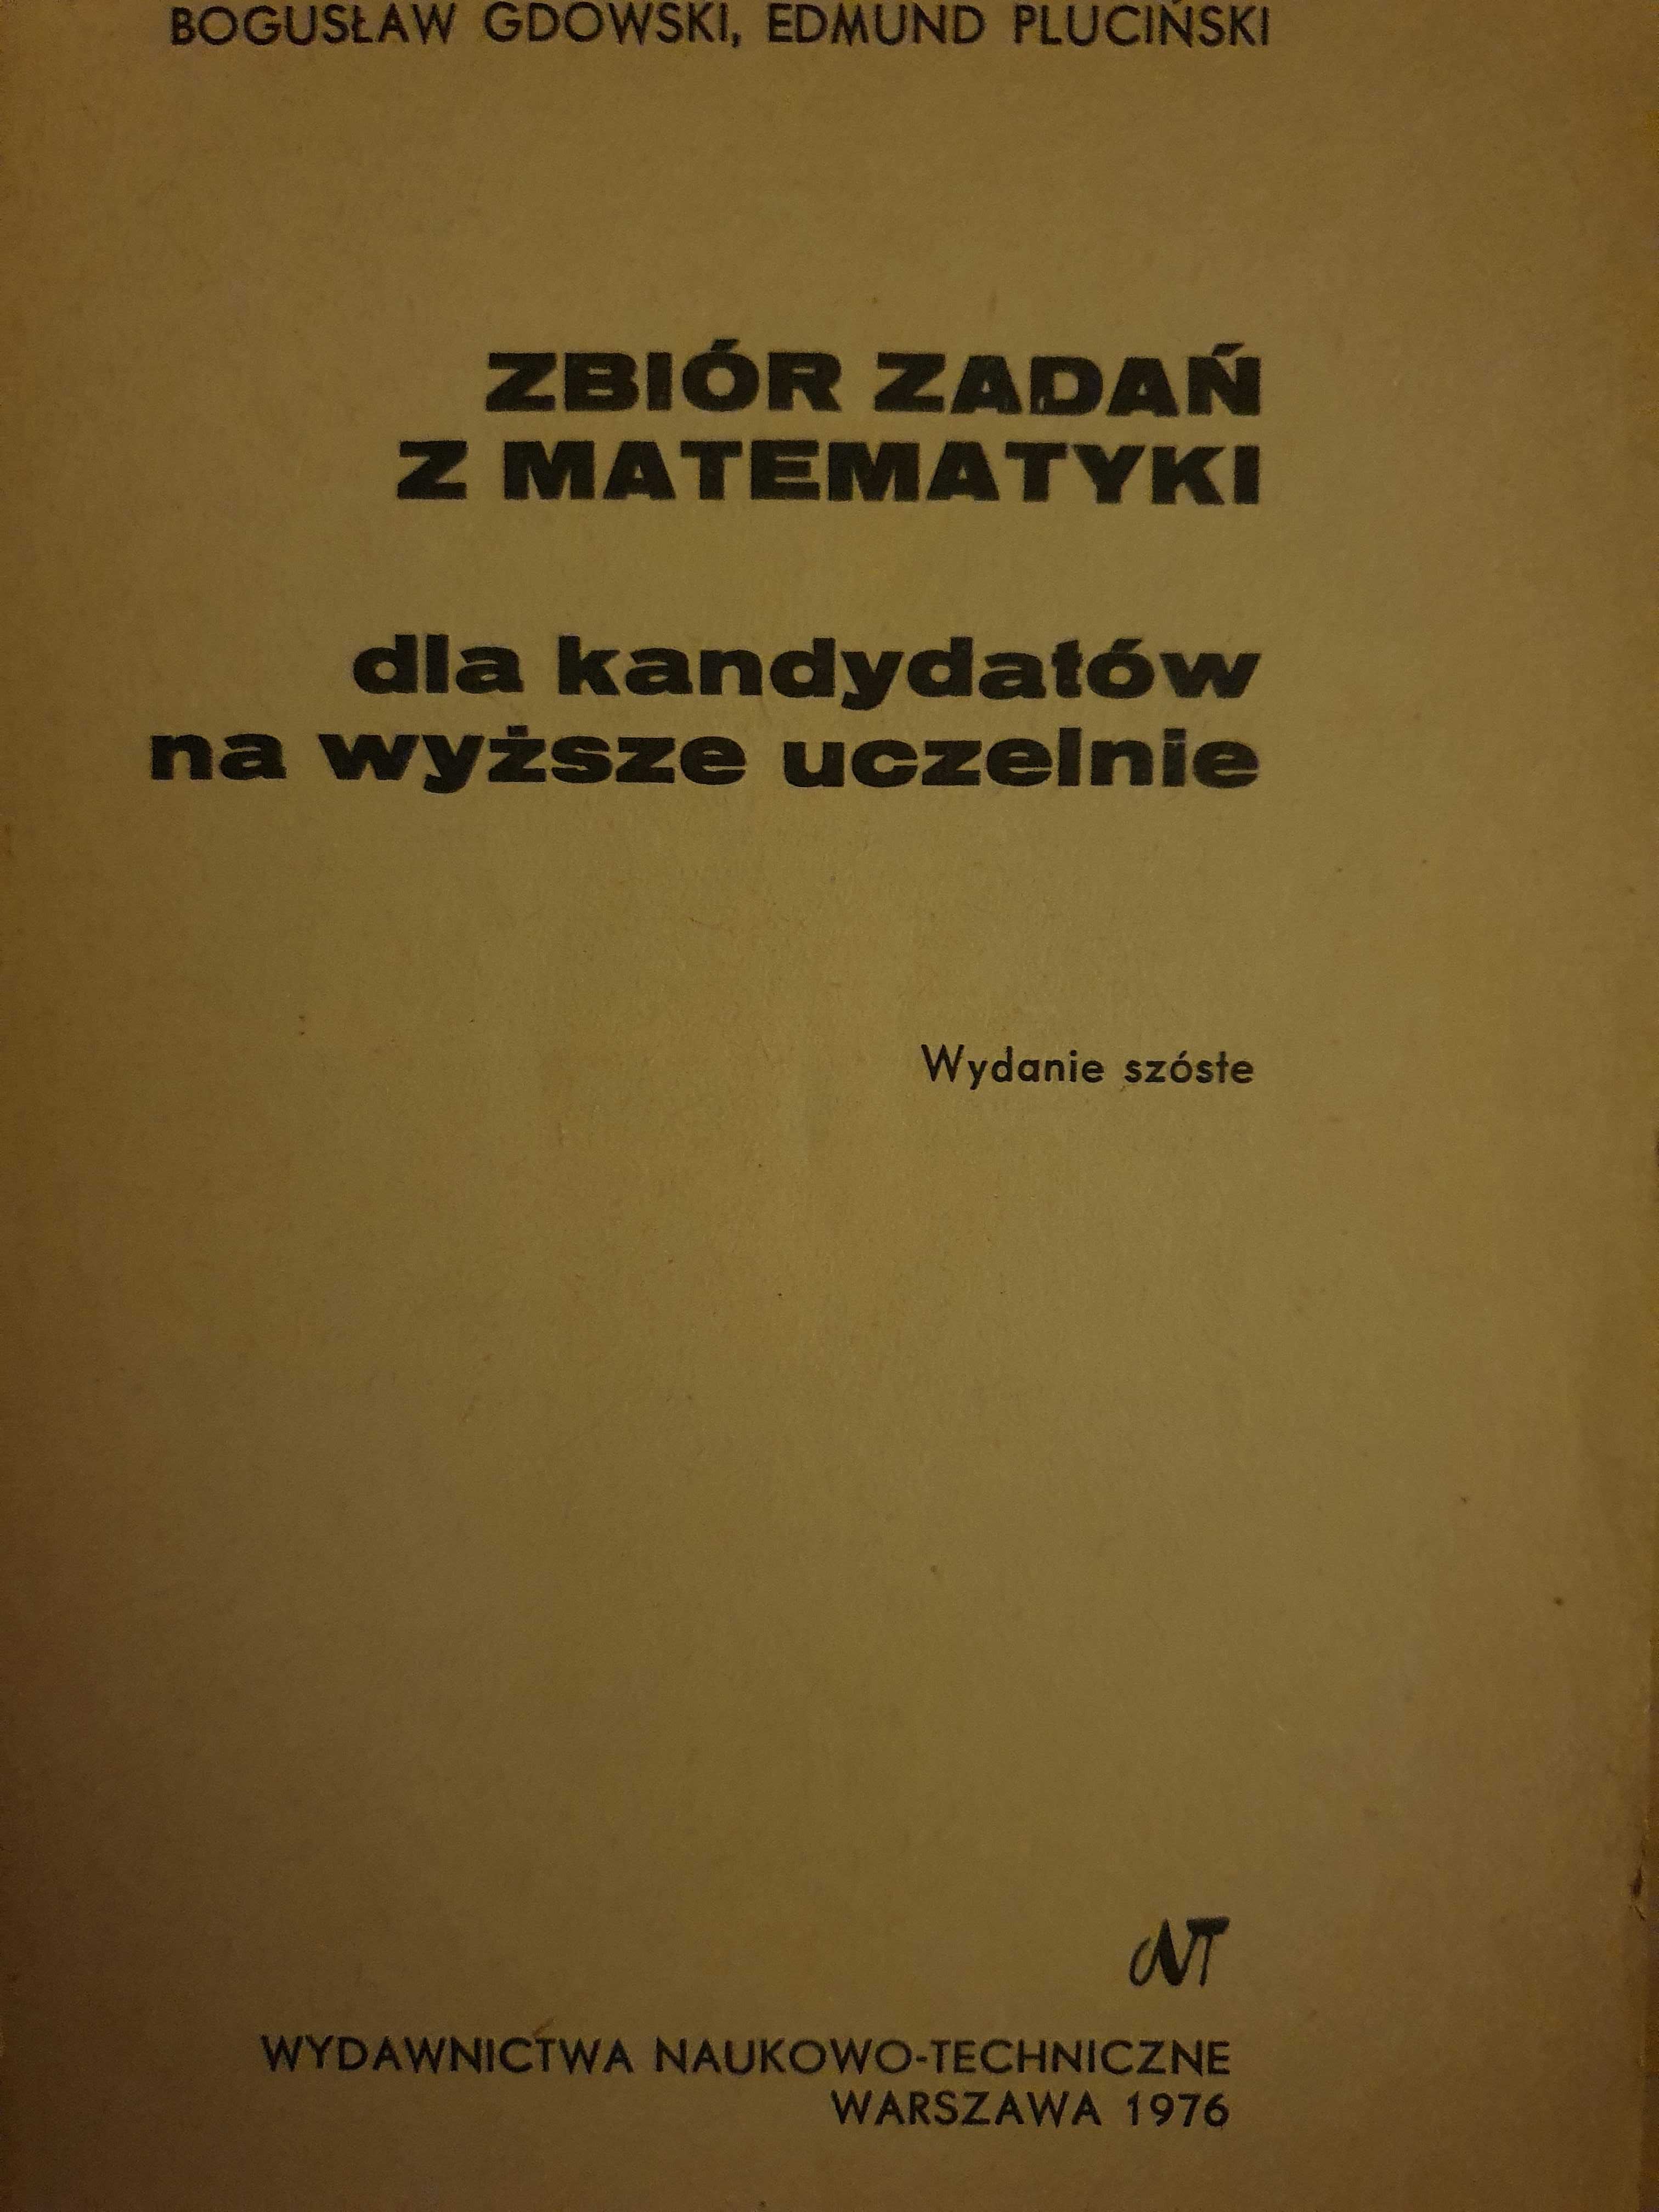 BOGUSŁAW GDOWSKI, EDMUND PLUCIŃSKI
ZBIÓR ZADAŃ
Z MATEMATYKI
dla kandydatów
na wyższe uczelnie
Wydanie szóste
NT
WYDAWNICTWA NAUKOWO-TECHNICZNE
WARSZAWA 1976